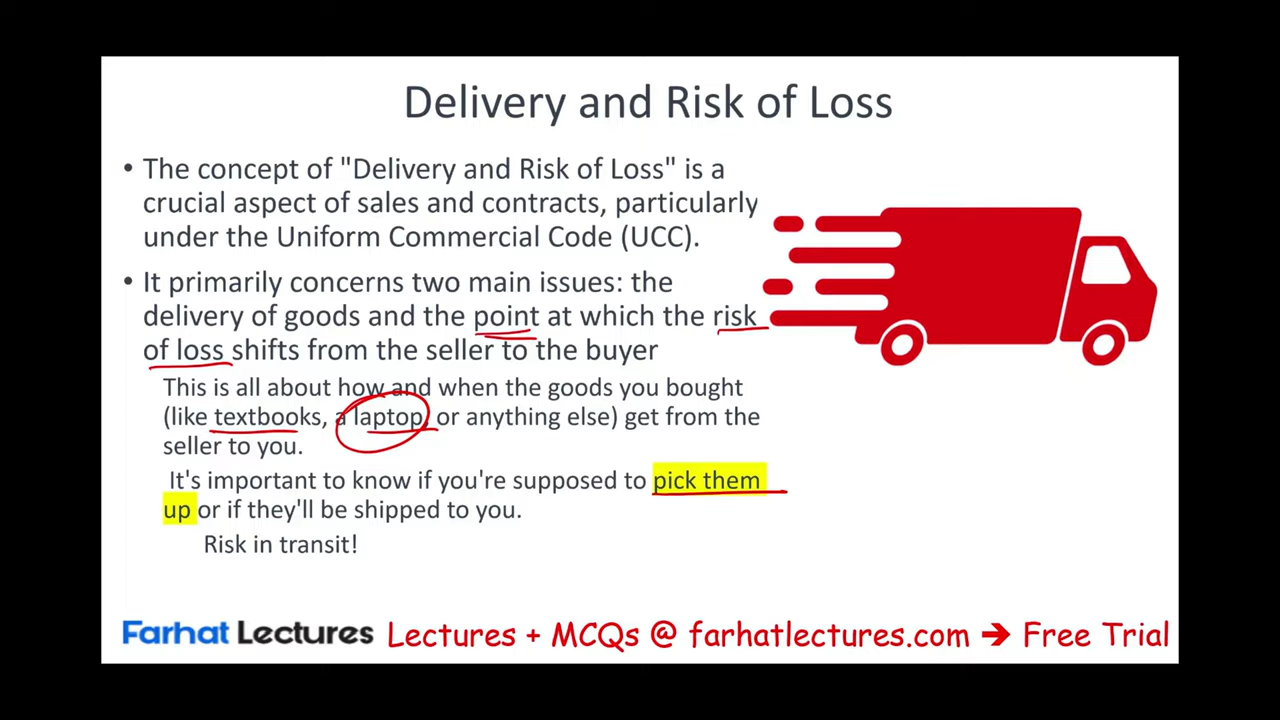 Delivery and Risk of Loss
• The concept of "Delivery and Risk of Loss" is a
crucial aspect of sales and contracts, particularly
under the Uniform Commercial Code (UCC).
• It primarily concerns two main issues: the
delivery of goods and the point at which the risk
of loss shifts from the seller to the buyer
This is all about how and when the goods you bought
(like textbooks, a laptop, or anything else) get from the
seller to you.
It's important to know if you're supposed to pick them
up or if they'll be shipped to you.
Risk in transit!
Farhat Lectures Lectures + MCQs @ farhatlectures.com ➔ Free Trial